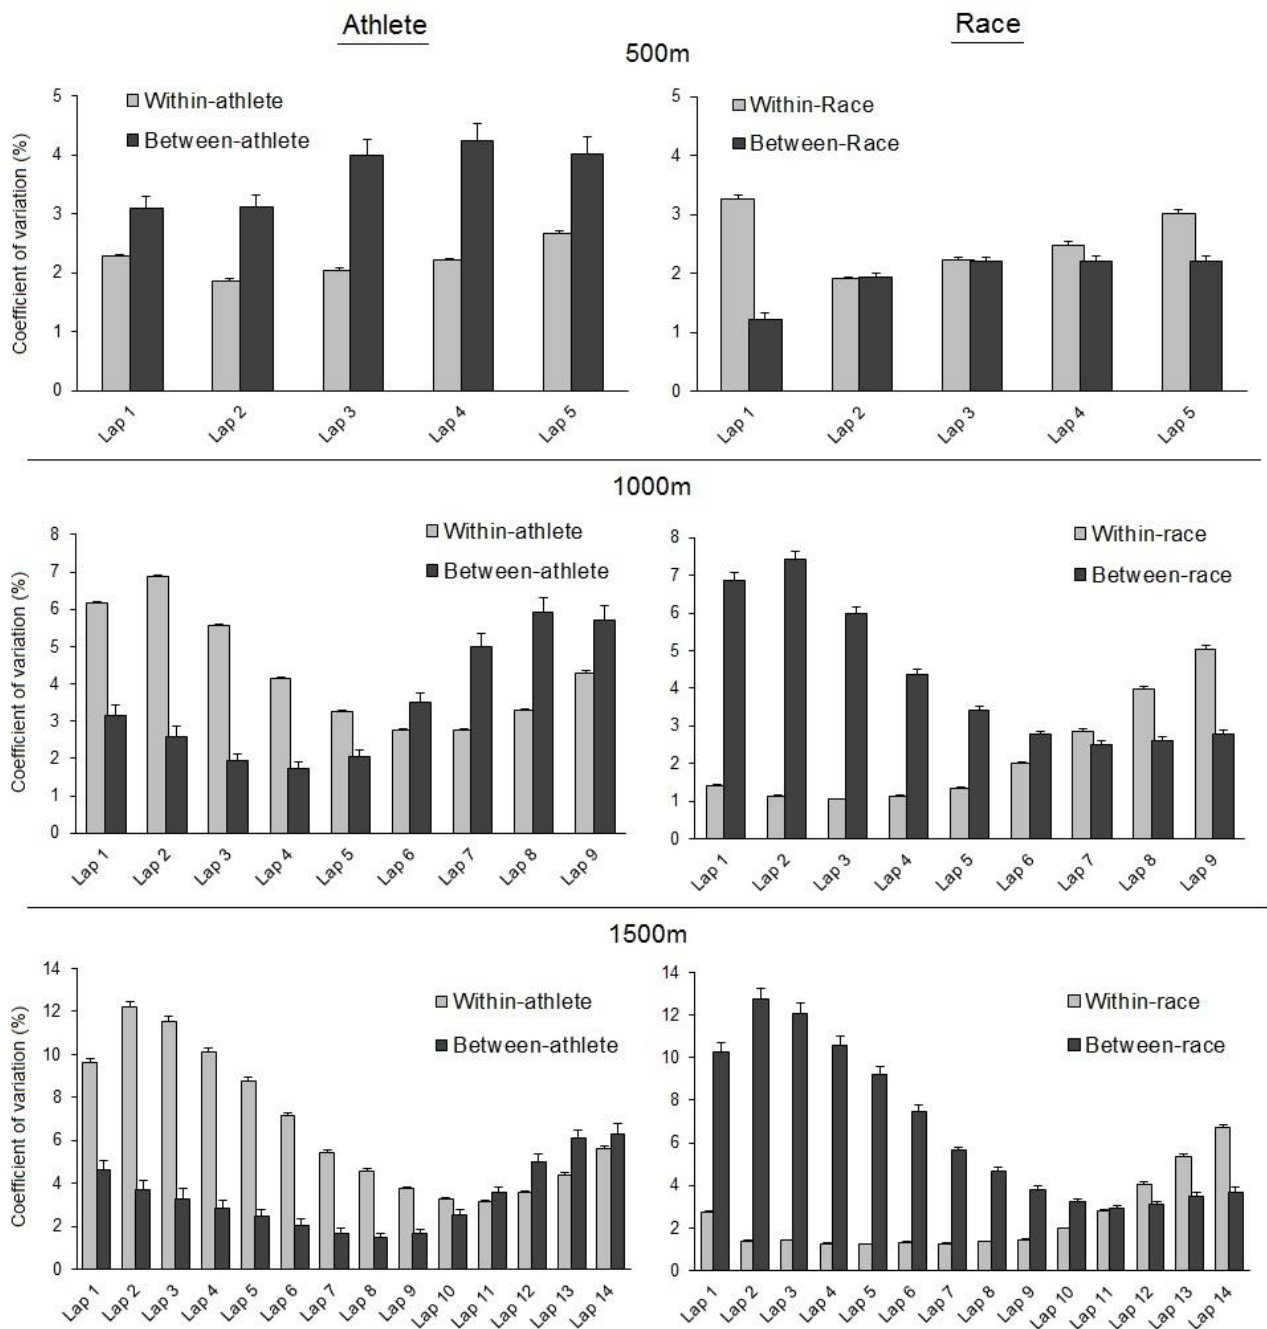 Athlete
Race
500m
Within-athlete
Between-athlete
Coefficient of variation (%)
5
4
3
2
1
0
Lap 1
Lap 2
Lap 3
Lap 4
Lap 5
Within-Race
Between-Race
5
4
3
2
1
0
Lap 1
Lap 2
Lap 3
Lap 4
Lap 5
1000m
Within-athlete
Between-athlete
Coefficient of variation (%)
8
7
6
5
4
3
2
1
0
Lap 1
Lap 2
Lap 3
Lap 4
Lap 5
Lap 6
Lap 7
Lap 8
Lap 9
Within-race
Between-race
8
7
6
5
4
3
2
1
0
Lap 1
Lap 2
Lap 3
Lap 4
Lap 5
Lap 6
Lap 7
Lap 8
Lap 9
1500m
Within-athlete
Between-athlete
Coefficient of variation (%)
14
12
10
8
6
4
2
0
Lap 1
Lap 2
Lap 3
Lap 4
Lap 5
Lap 6
Lap 7
Lap 8
Lap 9
Lap 10
Lap 11
Lap 12
Lap 13
Lap 14
Within-race
Between-race
14
12
10
8
6
4
2
0
Lap 1
Lap 2
Lap 3
Lap 4
Lap 5
Lap 6
Lap 7
Lap 8
Lap 9
Lap 10
Lap 11
Lap 12
Lap 13
Lap 14